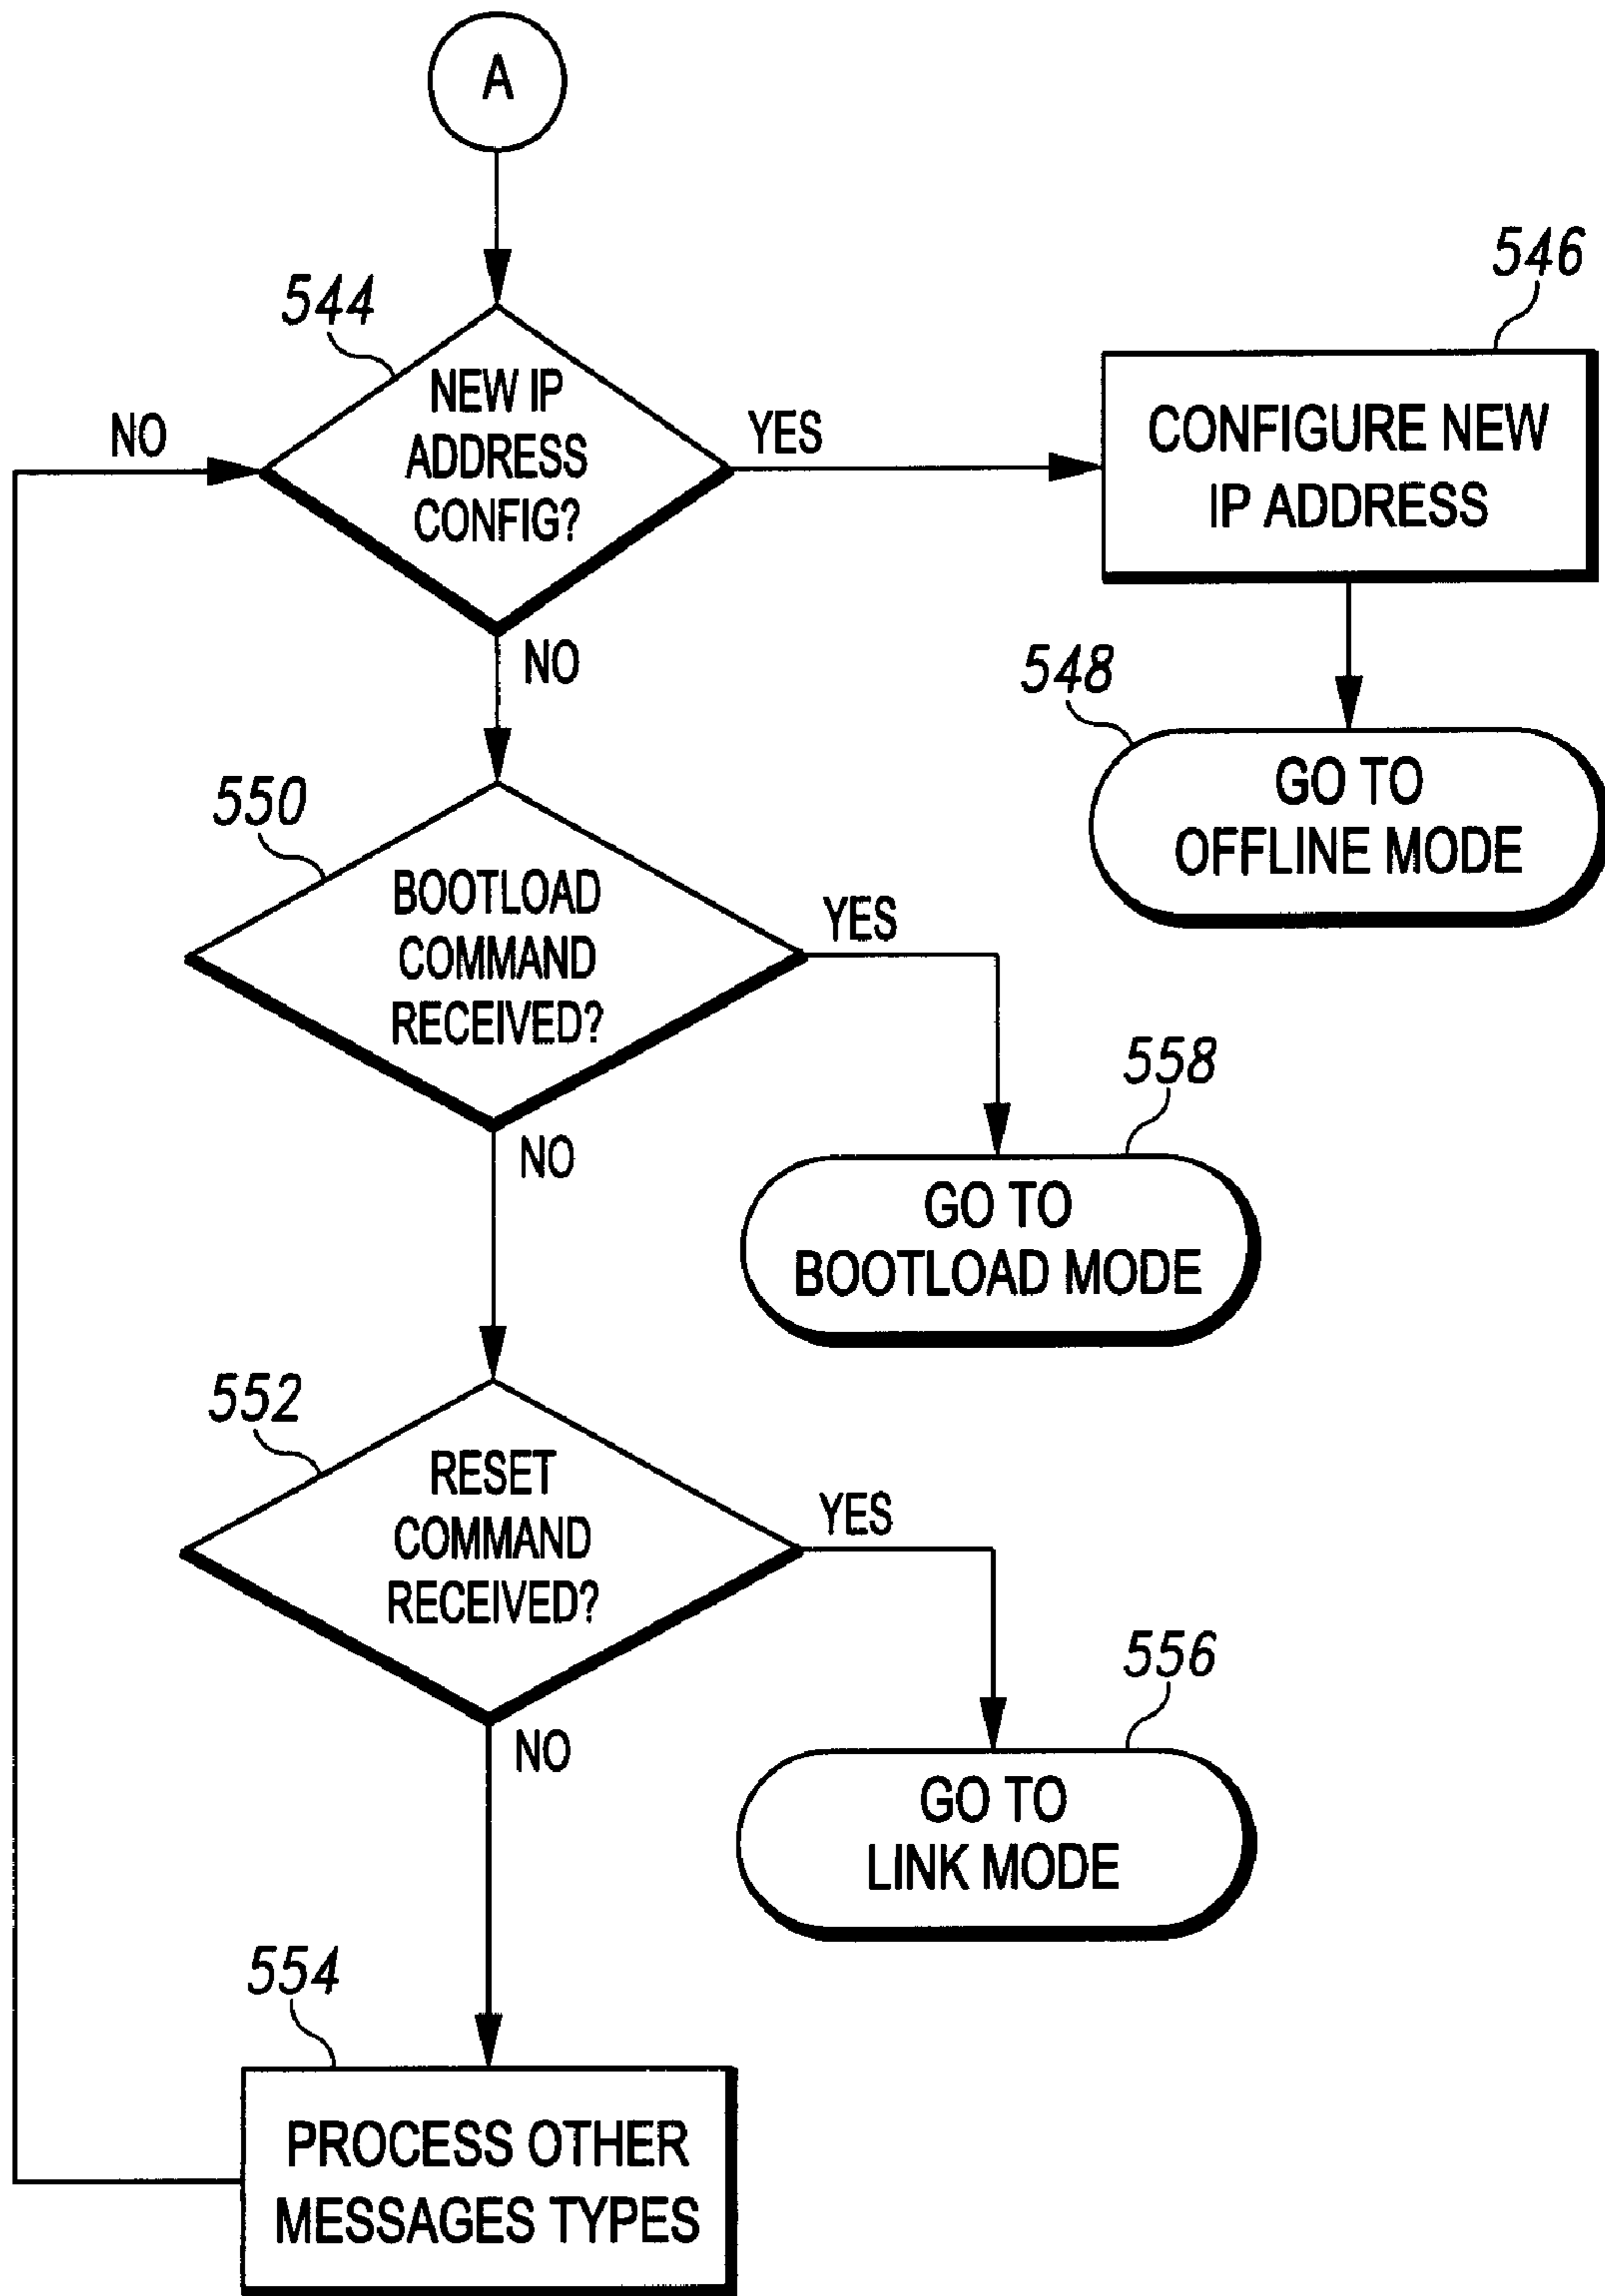 A
544
NEW IP
ADDRESS
CONFIG?
NO
YES
NO
546
CONFIGURE NEW
IP ADDRESS
548
GO TO
OFFLINE MODE
550
BOOTLOAD
COMMAND
RECEIVED?
YES
NO
558
GO TO
BOOTLOAD MODE
552
RESET
COMMAND
RECEIVED?
YES
NO
556
GO TO
LINK MODE
554
PROCESS OTHER
MESSAGES TYPES